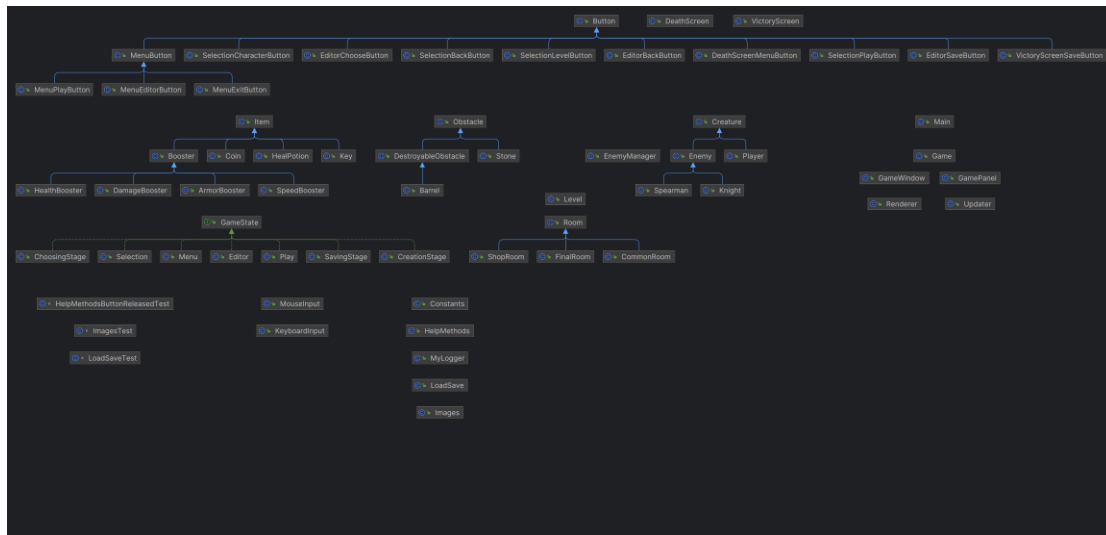 Button DeathScreen VictoryScreen
MenuButton SelectionCharacterButton EditorChooseButton SelectionBackButton SelectionLevelButton EditorBackButton DeathScreenMenuButton SelectionPlayButton EditorSaveButton VictoryScreenSaveButton
MenuPlayButton MenuEditorButton MenuExitButton
Item Obstacle Creature Main
Booster Coin HealPotion Key DestroyableObstacle Stone EnemyManager Enemy Player Game
GameWindow GamePanel
HealthBooster DamageBooster ArmorBooster SpeedBooster Barrel Spearman Knight
Level Renderer Updater
GameState Room
ChoosingStage Selection Menu Editor Play SavingStage CreationStage ShopRoom FinalRoom CommonRoom
HelpMethodsButtonReleasedTest MouseInput Constants
ImagesTest KeyboardInput HelpMethods
LoadSaveTest MyLogger
LoadSave
Images